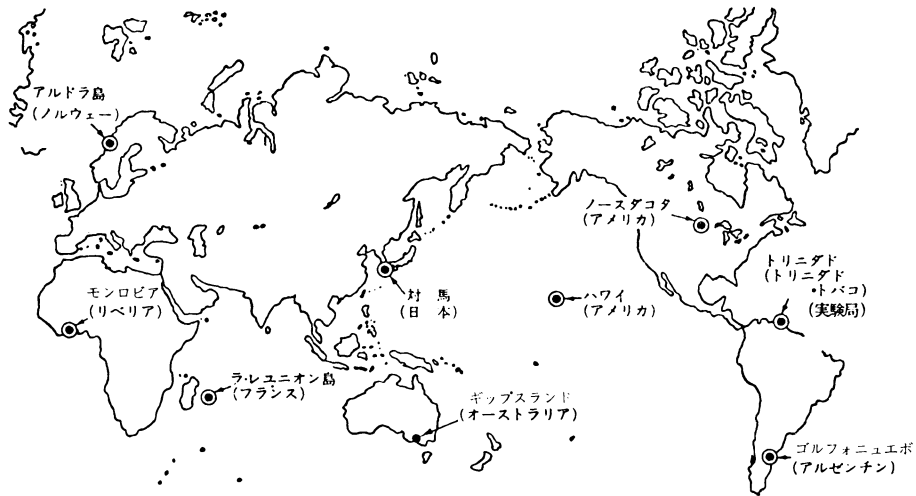 アルドラ島
(ノルウェー)
ノースダコタ
(アメリカ)
トリニダド
(トリニダド
・トバコ)
(実験局)
モンロビア
(リベリア)
対馬
(日本)
ハワイ
(アメリカ)
ラ・レユニオン島
(フランス)
ギップスランド
(オーストラリア)
ゴルフォニュエボ
(アルゼンチン)